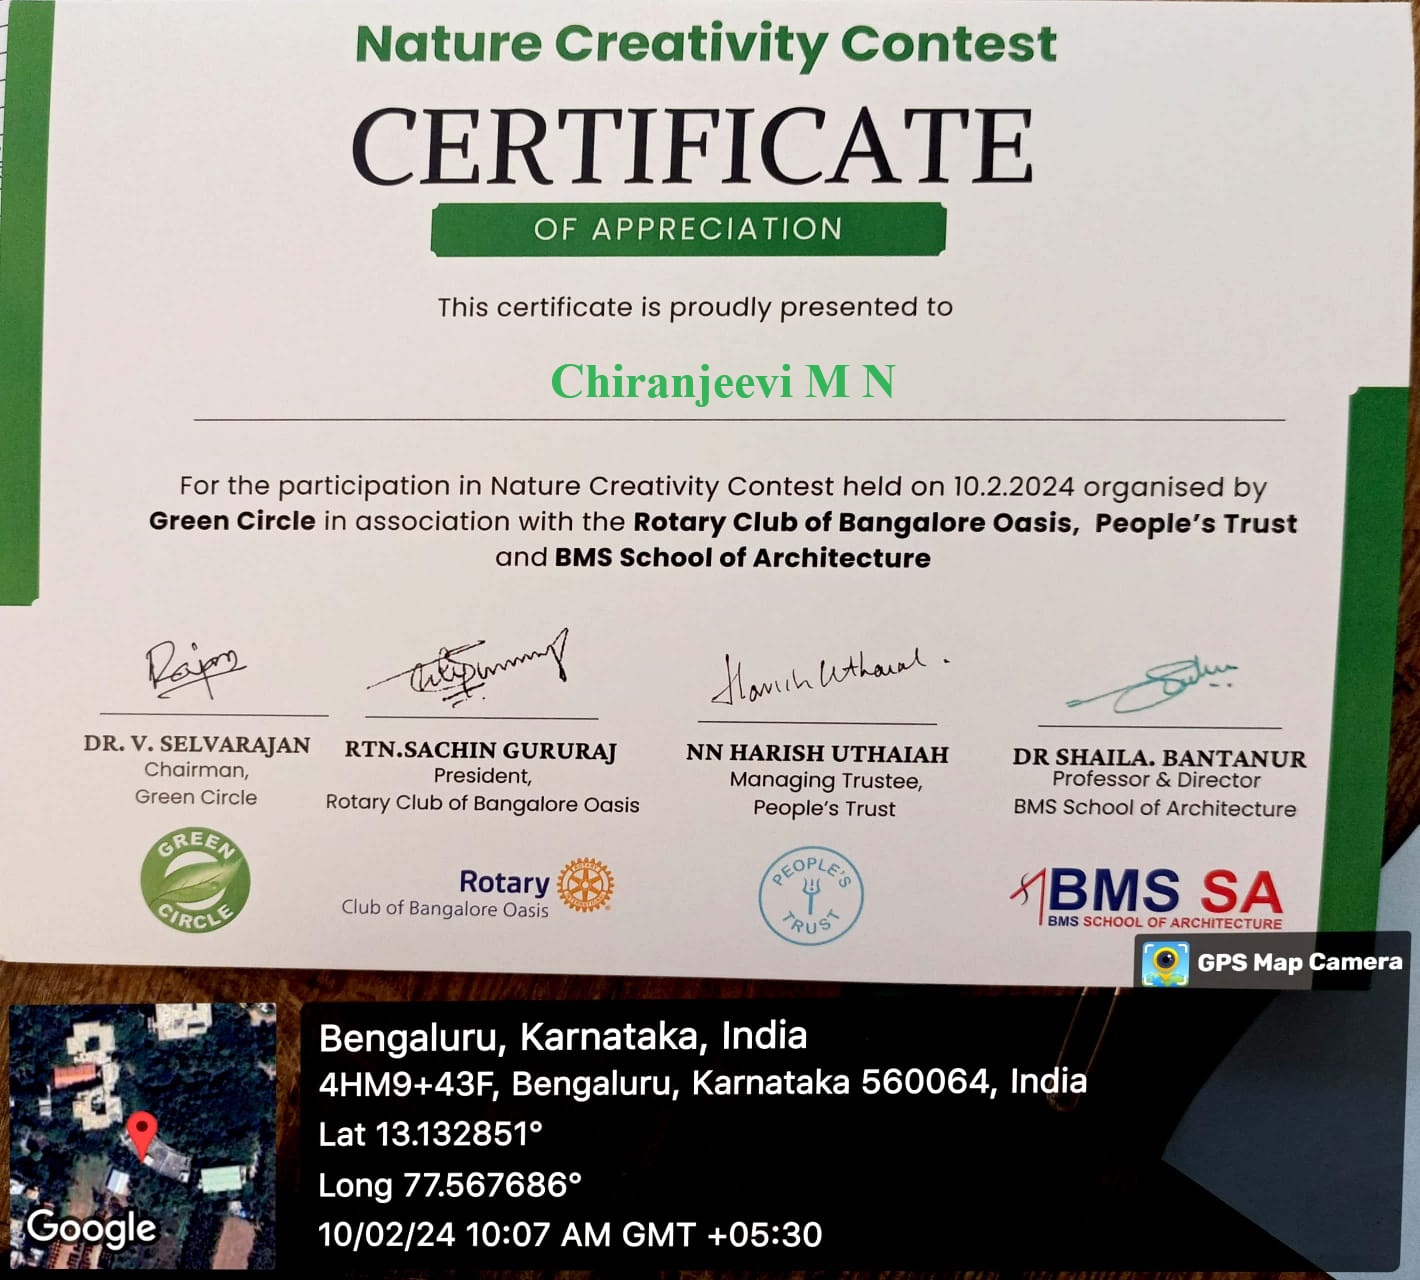 Nature Creativity Contest
CERTIFICATE
OF APPRECIATION
This certificate is proudly presented to
Chiranjeevi M N
For the participation in Nature Creativity Contest held on 10.2.2024 organised by
Green Circle in association with the Rotary Club of Bangalore Oasis, People's Trust
and BMS School of Architecture
Harish Uthaiah
DR. V. SELVARAJAN
Chairman,
Green Circle
RTN.SACHIN GURURAJ
President,
Rotary Club of Bangalore Oasis
NN HARISH UTHAIAH
Managing Trustee,
People's Trust
DR SHAILA. BANTANUR
Professor & Director
BMS School of Architecture
GREEN
CIRCLE
Rotary
Club of Bangalore Oasis
PEOPLE'S
TRUST
BMS SA
BMS SCHOOL OF ARCHITECTURE
GPS Map Camera
Bengaluru, Karnataka, India
4HM9+43F, Bengaluru, Karnataka 560064, India
Lat 13.132851°
Long 77.567686°
10/02/24 10:07 AM GMT +05:30
Google